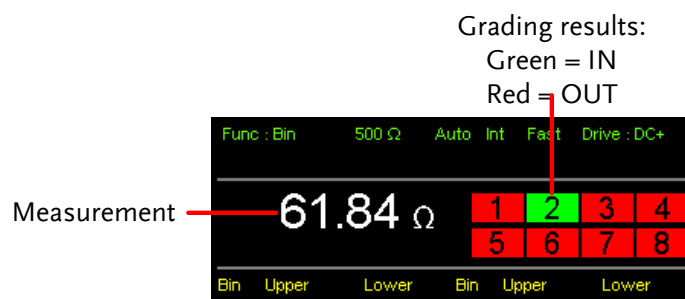 Grading results:
Green = IN
Red = OUT
Func : Bin 500 Ω Auto Int Fast Drive : DC+
Measurement
61.84 Ω
1 2 3 4
5 6 7 8
Bin Upper Lower Bin Upper Lower